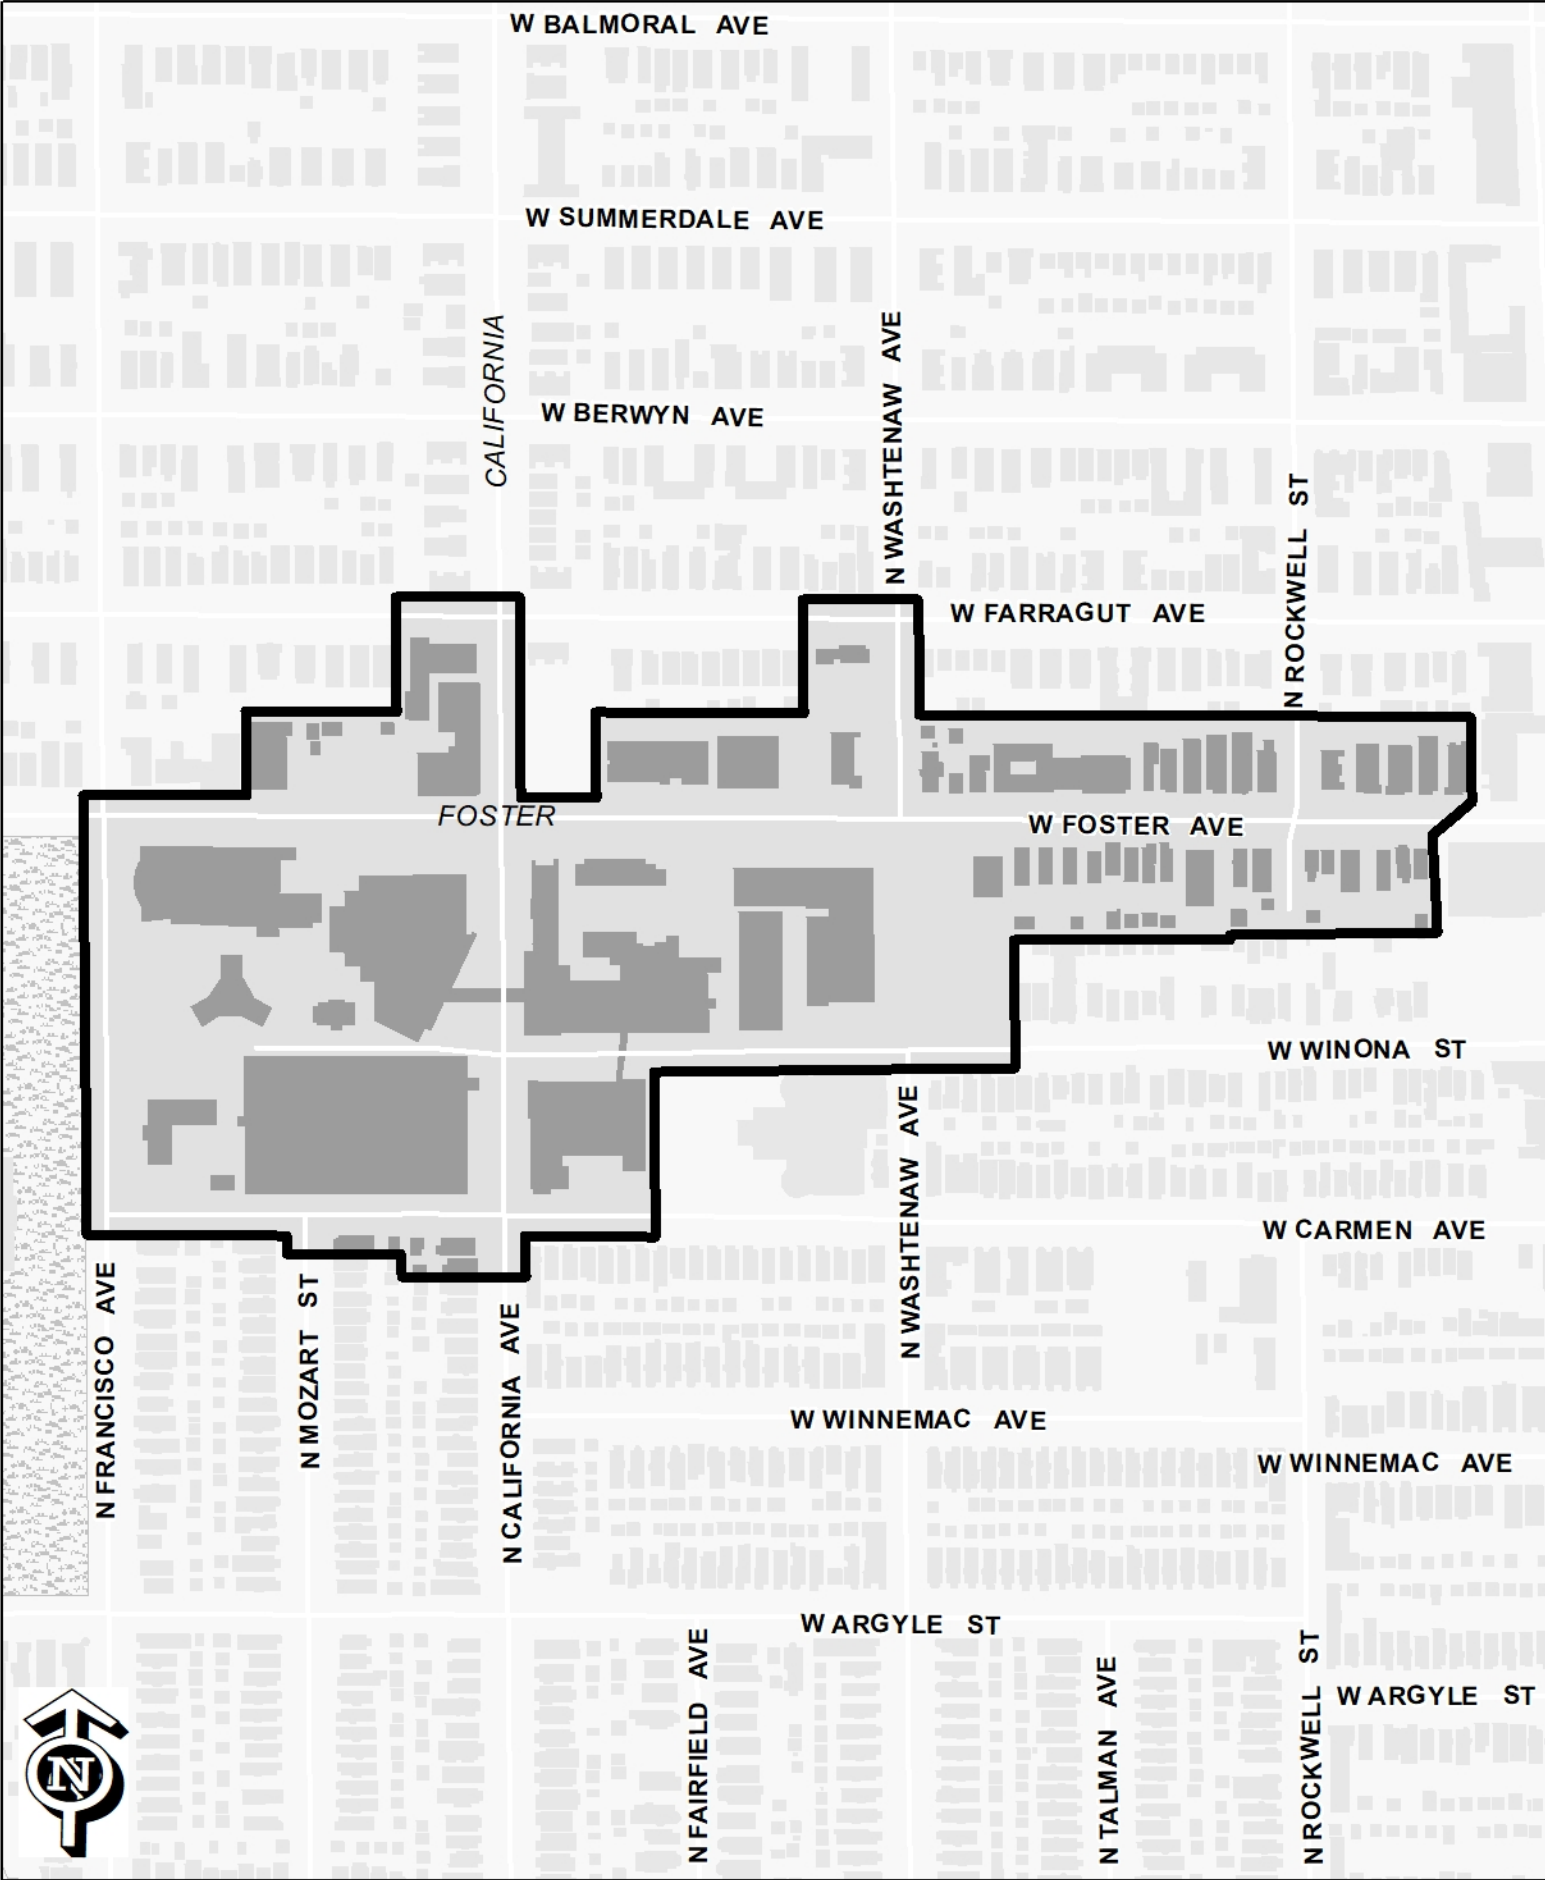 W BALMORAL AVE
W SUMMERDALE AVE
CALIFORNIA
W BERWYN AVE
N WASHTENAW AVE
N ROCKWELL ST
W FARRAGUT AVE
FOSTER
W FOSTER AVE
W WINONA ST
N WASHTENAW AVE
W CARMEN AVE
N FRANCISCO AVE
N MOZART ST
N CALIFORNIA AVE
W WINNEMAC AVE
W WINNEMAC AVE
W ARGYLE ST
N FAIRFIELD AVE
N TALMAN AVE
N ROCKWELL ST
W ARGYLE ST
N